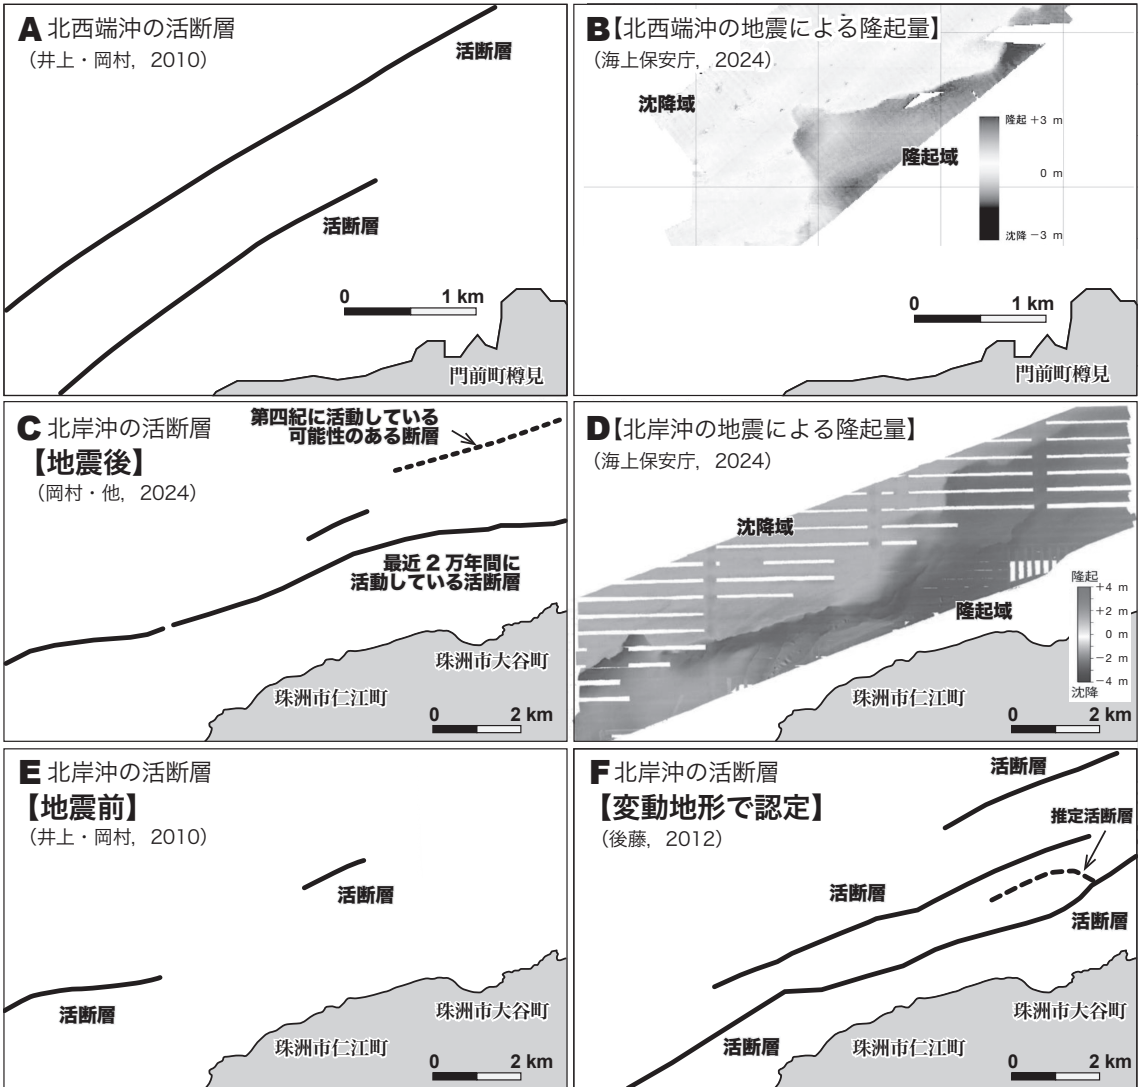 A 北西端沖の活断層
（井上・岡村，2010）
活断層
活断層
0 1 km
門前町樽見
B【北西端沖の地震による隆起量】
（海上保安庁，2024）
沈降域
隆起域
隆起 +3 m
0 m
沈降 −3 m
0 1 km
門前町樽見
C 北岸沖の活断層
【地震後】
（岡村・他，2024）
第四紀に活動している
可能性のある断層
最近 2 万年間に
活動している活断層
珠洲市大谷町
珠洲市仁江町
0 2 km
D【北岸沖の地震による隆起量】
（海上保安庁，2024）
沈降域
隆起域
隆起
+4 m
+2 m
0 m
−2 m
−4 m
沈降
珠洲市仁江町
0 2 km
E 北岸沖の活断層
【地震前】
（井上・岡村，2010）
活断層
活断層
珠洲市大谷町
珠洲市仁江町
0 2 km
F 北岸沖の活断層
【変動地形で認定】
（後藤，2012）
活断層
推定活断層
活断層
活断層
活断層
珠洲市大谷町
珠洲市仁江町
0 2 km